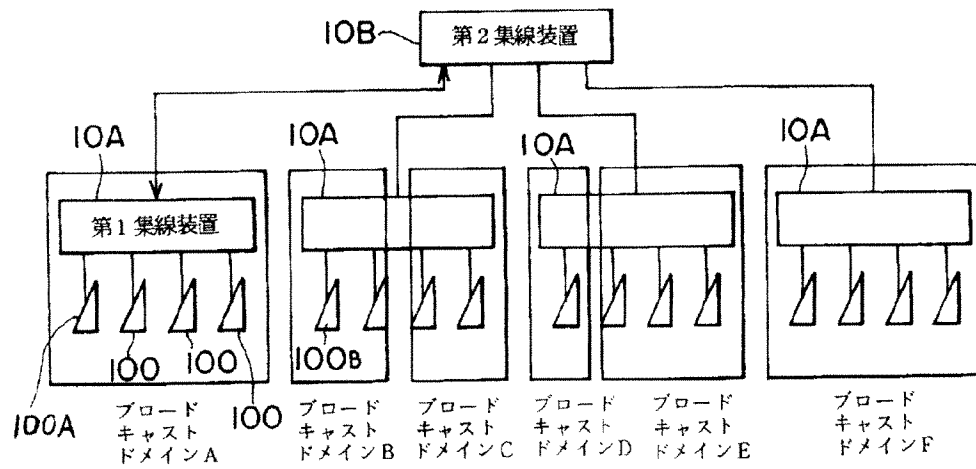 10B
第2集線装置
10A
10A
10A
10A
第1集線装置
100A
100
100
100
100B
ブロード
キャスト
ドメインA
ブロード
キャスト
ドメインB
ブロード
キャスト
ドメインC
ブロード
キャスト
ドメインD
ブロード
キャスト
ドメインE
ブロード
キャスト
ドメインF